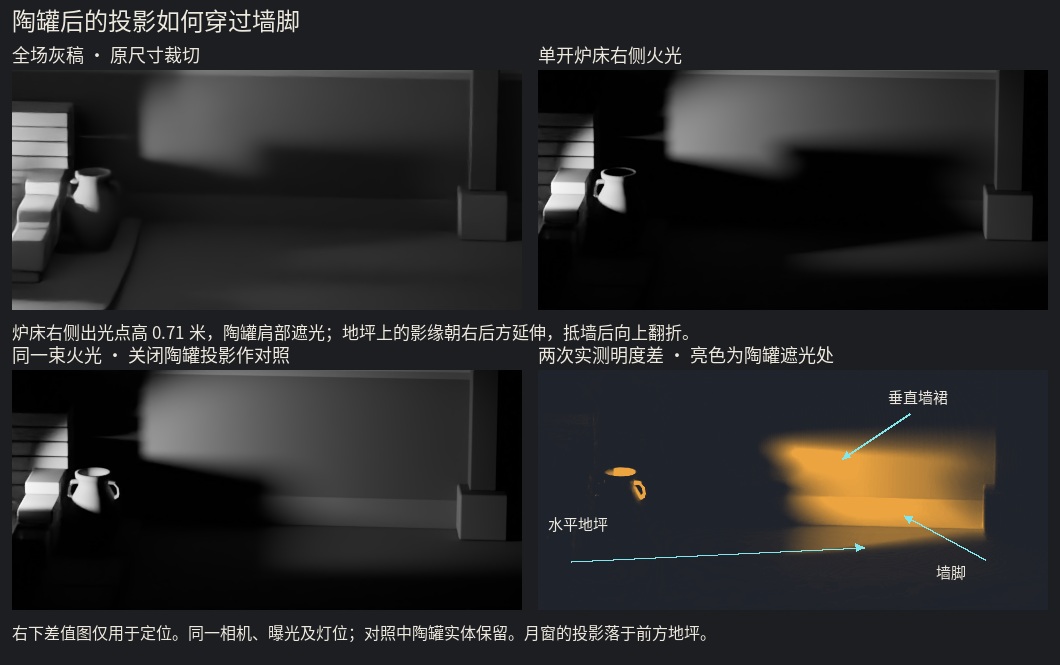 陶罐后的投影如何穿过墙脚
全场灰稿 · 原尺寸裁切
单开炉床右侧火光
炉床右侧出光点高 0.71 米，陶罐肩部遮光；地坪上的影缘朝右后方延伸，抵墙后向上翻折。
同一束火光 · 关闭陶罐投影作对照
两次实测明度差 · 亮色为陶罐遮光处
垂直墙裙
水平地坪
墙脚
右下差值图仅用于定位。同一相机、曝光及灯位；对照中陶罐实体保留。月窗的投影落于前方地坪。